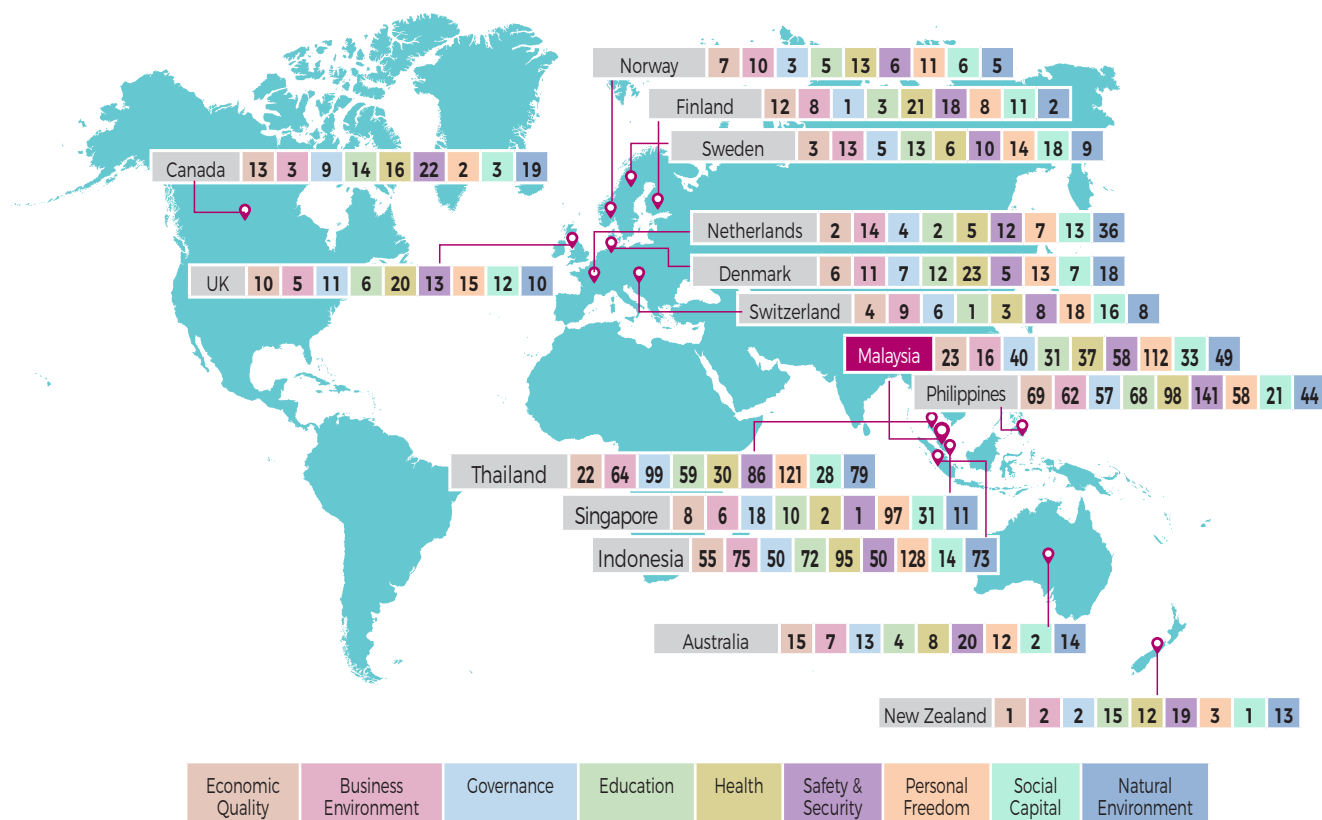 Norway 7 10 3 5 13 6 11 6 5
Finland 12 8 1 3 21 18 8 11 2
Sweden 3 13 5 13 6 10 14 18 9
Canada 13 3 9 14 16 22 2 3 19
Netherlands 2 14 4 2 5 12 7 13 36
UK 10 5 11 6 20 13 15 12 10
Denmark 6 11 7 12 23 5 13 7 18
Switzerland 4 9 6 1 3 8 18 16 8
Malaysia 23 16 40 31 37 58 112 33 49
Philippines 69 62 57 68 98 141 58 21 44
Thailand 22 64 99 59 30 86 121 28 79
Singapore 8 6 18 10 2 1 97 31 11
Indonesia 55 75 50 72 95 50 128 14 73
Australia 15 7 13 4 8 20 12 2 14
New Zealand 1 2 2 15 12 19 3 1 13
Economic
Quality
Business
Environment
Governance
Education
Health
Safety &
Security
Personal
Freedom
Social
Capital
Natural
Environment